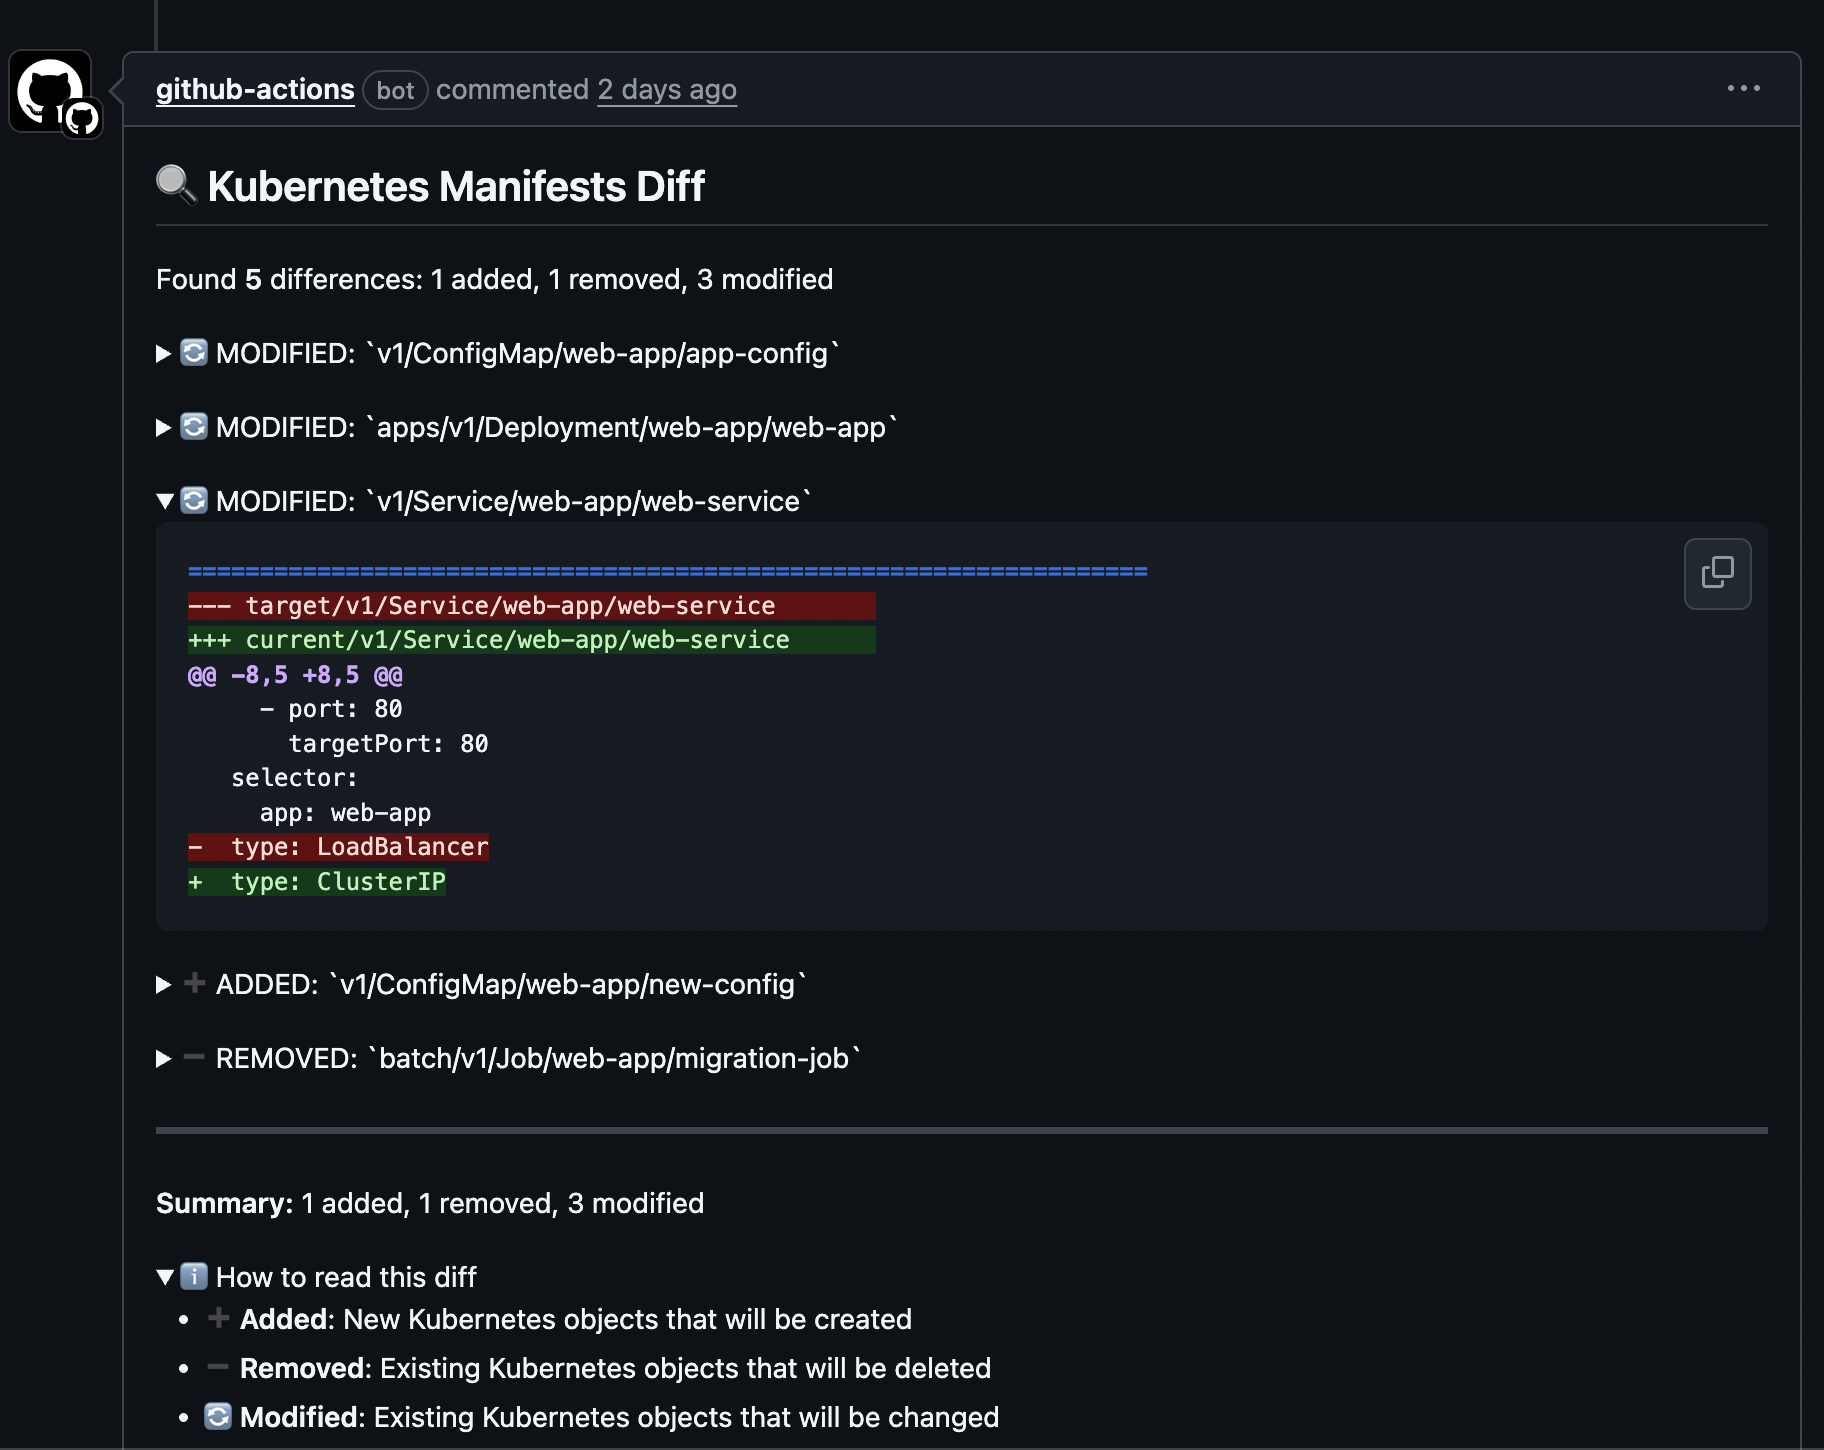 github-actions bot commented 2 days ago
Kubernetes Manifests Diff
Found 5 differences: 1 added, 1 removed, 3 modified
MODIFIED: `v1/ConfigMap/web-app/app-config`
MODIFIED: `apps/v1/Deployment/web-app/web-app`
MODIFIED: `v1/Service/web-app/web-service`
===================================================================
--- target/v1/Service/web-app/web-service
+++ current/v1/Service/web-app/web-service
@@ -8,5 +8,5 @@
     - port: 80
       targetPort: 80
   selector:
     app: web-app
-  type: LoadBalancer
+  type: ClusterIP
ADDED: `v1/ConfigMap/web-app/new-config`
REMOVED: `batch/v1/Job/web-app/migration-job`
Summary: 1 added, 1 removed, 3 modified
How to read this diff
• Added: New Kubernetes objects that will be created
• Removed: Existing Kubernetes objects that will be deleted
• Modified: Existing Kubernetes objects that will be changed